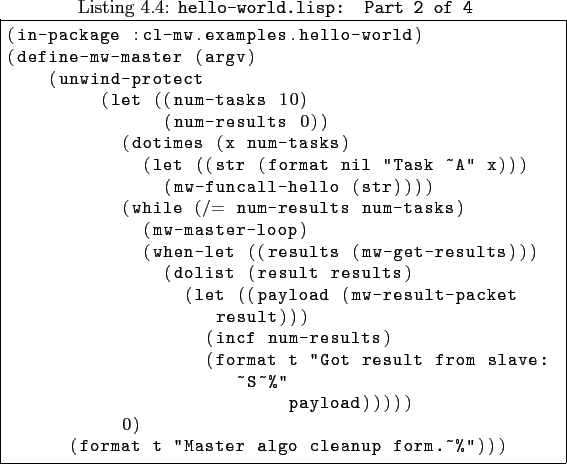 Listing 4.4: hello-world.lisp: Part 2 of 4
(in-package :cl-mw.examples.hello-world)
(define-mw-master (argv)
    (unwind-protect
         (let ((num-tasks 10)
               (num-results 0))
           (dotimes (x num-tasks)
             (let ((str (format nil "Task ~A" x)))
               (mw-funcall-hello (str))))
           (while (/= num-results num-tasks)
             (mw-master-loop)
             (when-let ((results (mw-get-results)))
               (dolist (result results)
                 (let ((payload (mw-result-packet
                    result)))
                   (incf num-results)
                   (format t "Got result from slave:
                      ~S~%"
                           payload)))))
           0)
      (format t "Master algo cleanup form.~%")))